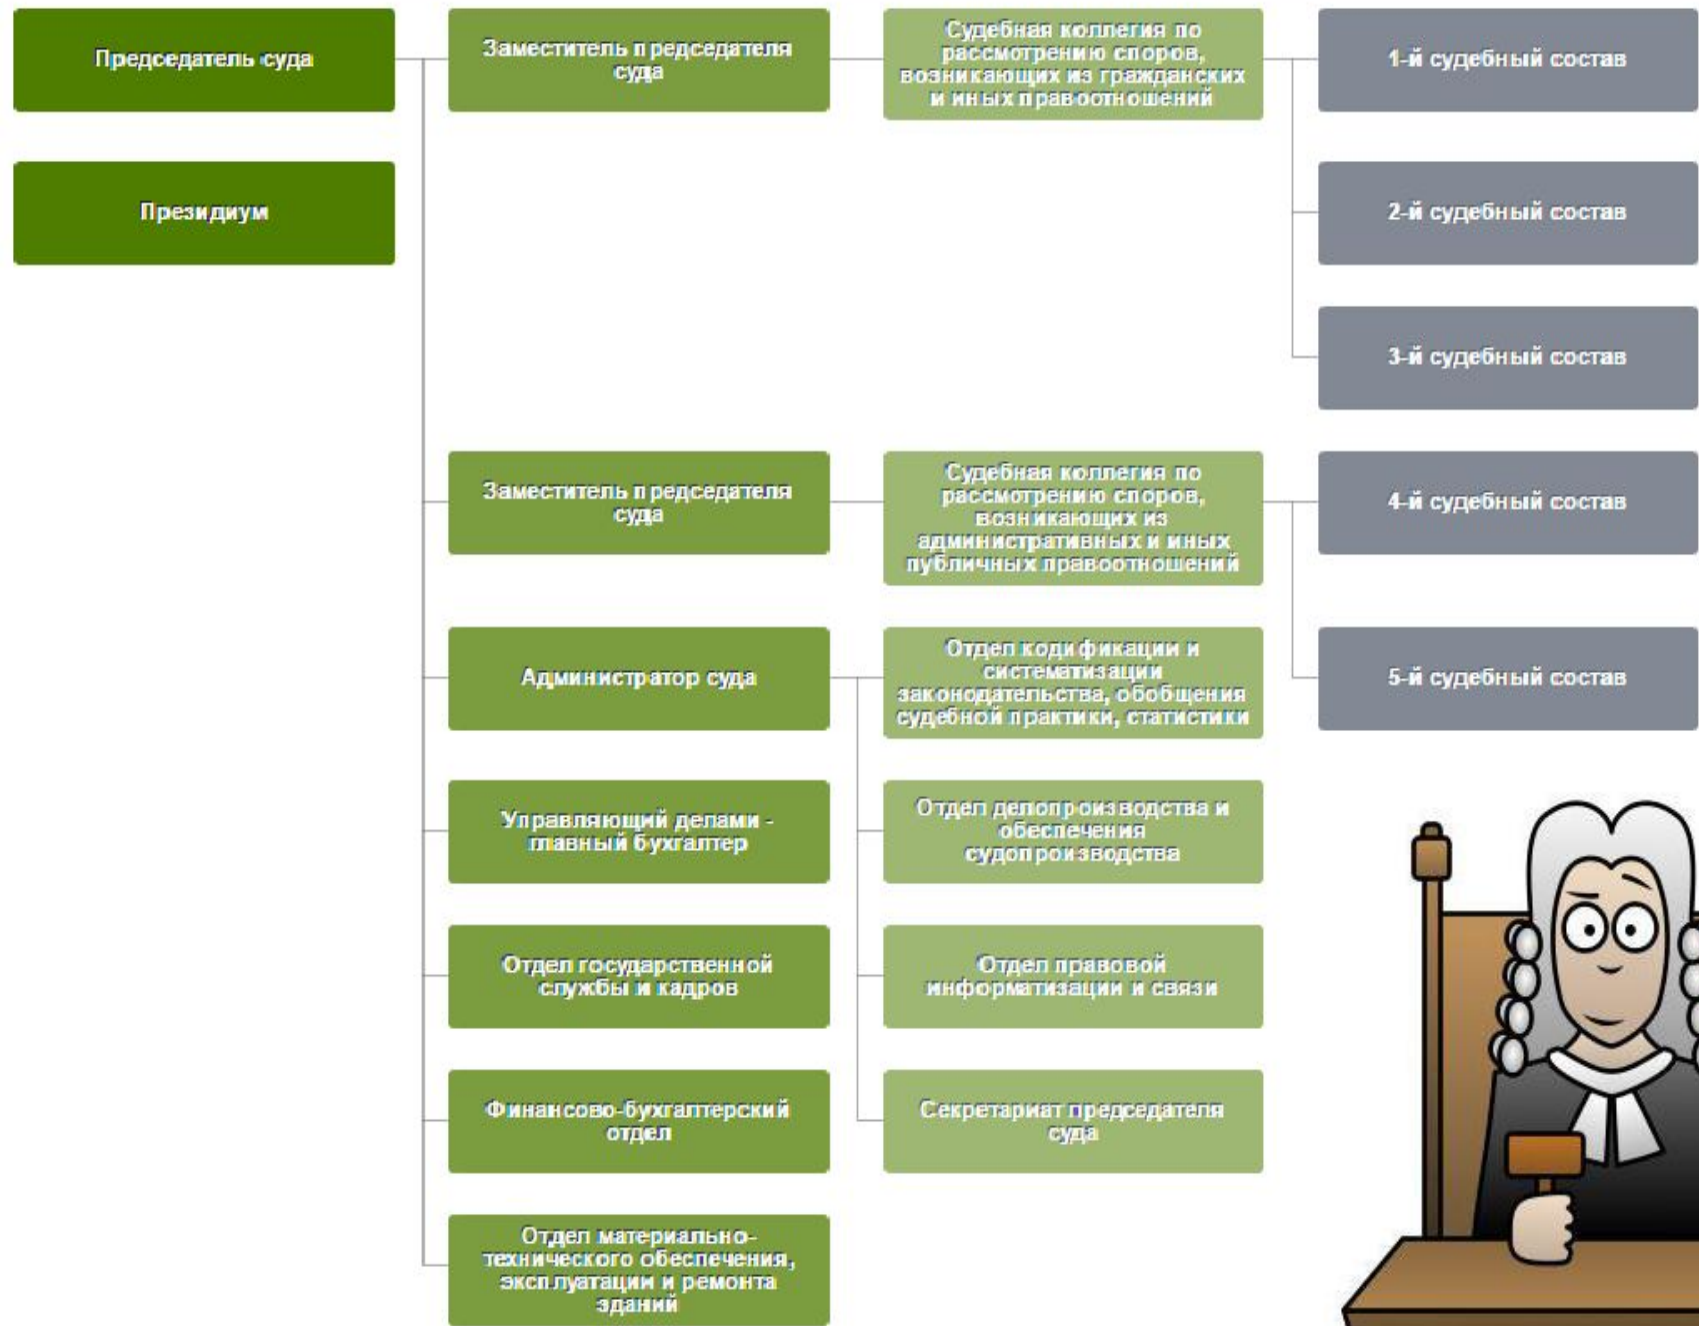 Председатель суда
Президиум
Заместитель председателя
суда
Судебная коллегия по
рассмотрению споров,
возникающих из гражданских
и иных правоотношений
1-й судебный состав
2-й судебный состав
3-й судебный состав
Заместитель председателя
суда
Судебная коллегия по
рассмотрению споров,
возникающих из
административных и иных
публичных правоотношений
4-й судебный состав
5-й судебный состав
Администратор суда
Отдел кодификации и
систематизации
законодательства, обобщения
судебной практики, статистики
Управляющий делами -
главный бухгалтер
Отдел делопроизводства и
обеспечения
судопроизводства
Отдел государственной
службы и кадров
Отдел правовой
информатизации и связи
Финансово-бухгалтерский
отдел
Секретариат председателя
суда
Отдел материально-
технического обеспечения,
эксплуатации и ремонта
зданий